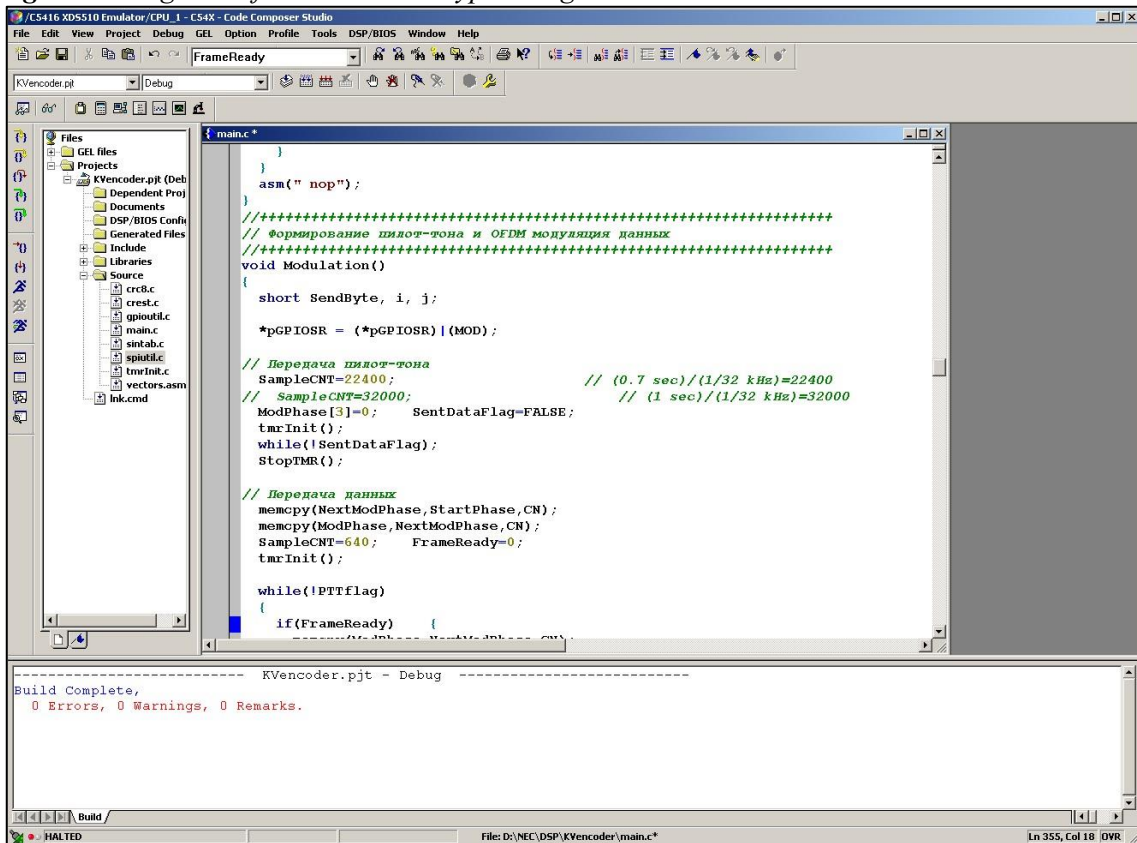 /C5416 XDS510 Emulator/CPU_1 - C54X - Code Composer Studio
File Edit View Project Debug GEL Option Profile Tools DSP/BIOS Window Help
FrameReady
KVencoder.pjt Debug
Files
GEL files
Projects
KVencoder.pjt (Deb
Dependent Proj
Documents
DSP/BIOS Config
Generated Files
Include
Libraries
Source
crc8.c
crest.c
gpioutil.c
main.c
sintab.c
spiutil.c
tmrInit.c
vectors.asm
lnk.cmd
main.c *
}
}
asm(" nop");
}
//+++++++++++++++++++++++++++++++++++++++++++++++++++++++++++++++++++
// Формирование пилот-тона и OFDM модуляция данных
//+++++++++++++++++++++++++++++++++++++++++++++++++++++++++++++++++++
void Modulation()
{
short SendByte, i, j;
*pGPIOSR = (*pGPIOSR)|(MOD);
// Передача пилот-тона
SampleCNT=22400; // (0.7 sec)/(1/32 kHz)=22400
// SampleCNT=32000; // (1 sec)/(1/32 kHz)=32000
ModPhase[3]=0; SentDataFlag=FALSE;
tmrInit();
while(!SentDataFlag);
StopTMR();
// Передача данных
memcpy(NextModPhase,StartPhase,CN);
memcpy(ModPhase,NextModPhase,CN);
SampleCNT=640; FrameReady=0;
tmrInit();
while(!PTTflag)
{
if(FrameReady) {
--------------------------- KVencoder.pjt - Debug ---------------------------
Build Complete,
0 Errors, 0 Warnings, 0 Remarks.
Build
HALTED File: D:\NEC\DSP\KVencoder\main.c* Ln 355, Col 18 OVR